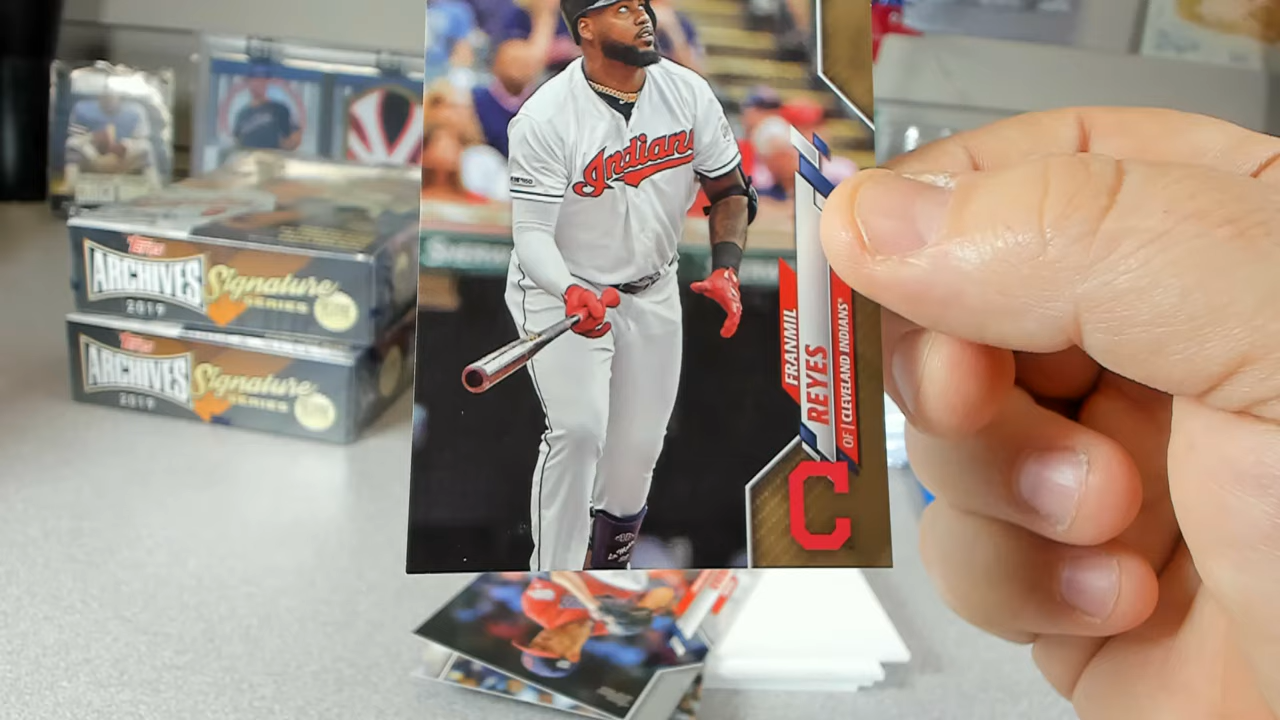 Indians
FRANMIL
REYES
OF | CLEVELAND INDIANS®
C
Topps
ARCHIVES
2019
Signature
SERIES
Topps
ARCHIVES
2019
Signature
SERIES